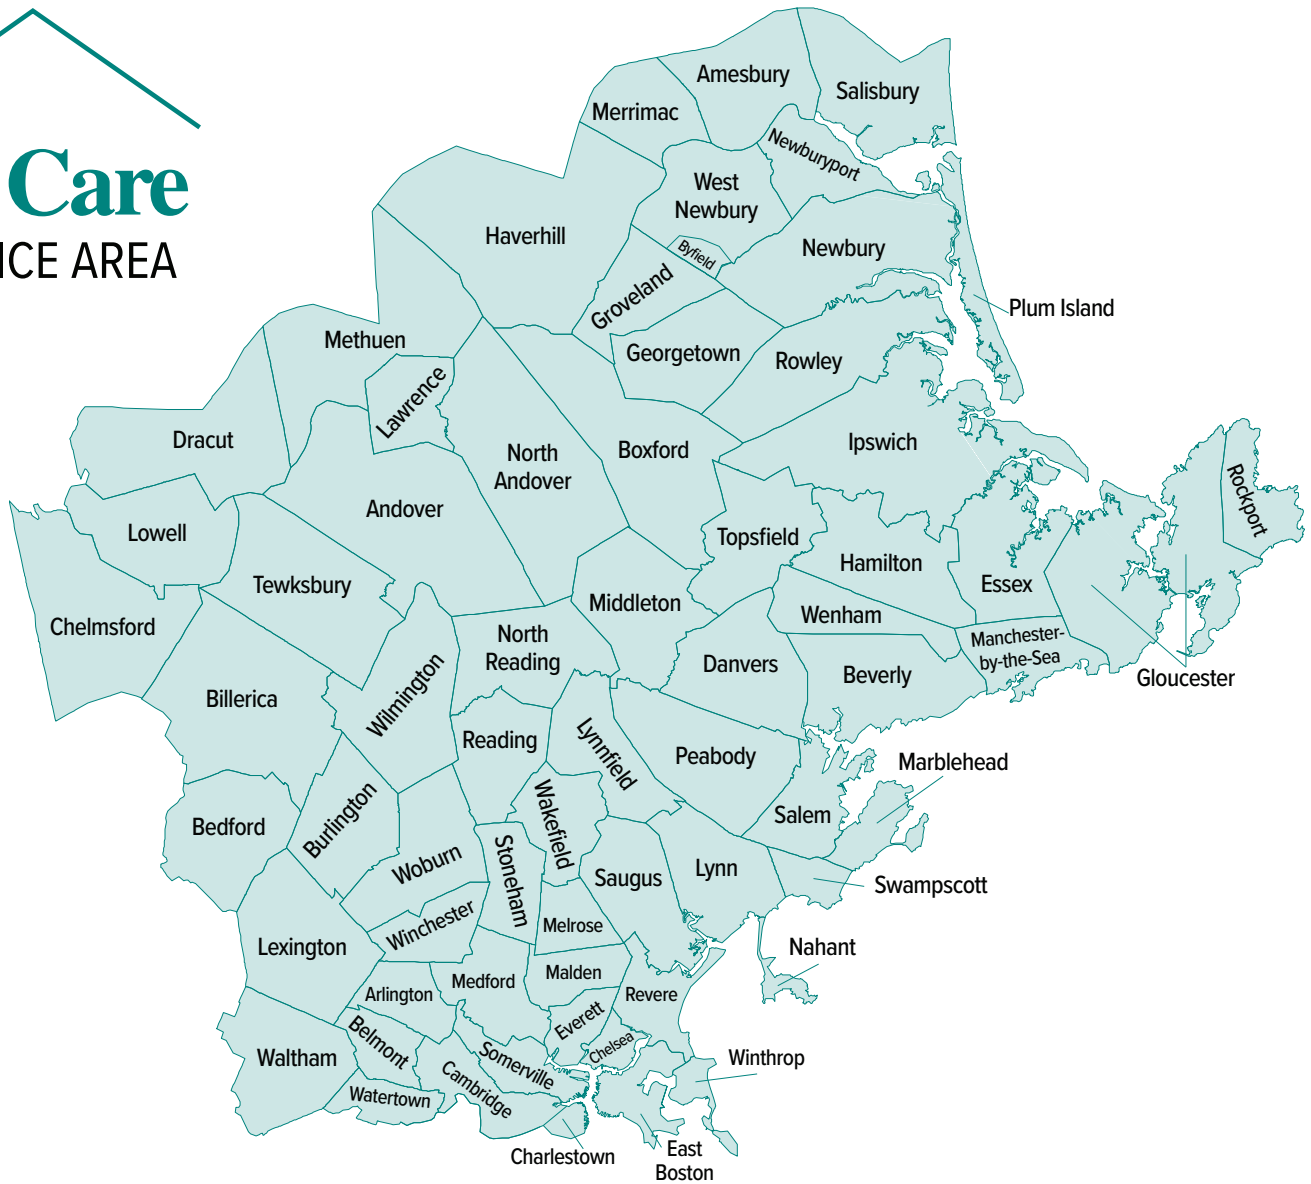 Care
ICE AREA
Amesbury
Salisbury
Merrimac
Newburyport
West
Newbury
Haverhill
Byfield
Newbury
Groveland
Plum Island
Methuen
Georgetown
Rowley
Lawrence
Dracut
Ipswich
North
Andover
Boxford
Rockport
Andover
Lowell
Topsfield
Hamilton
Tewksbury
Essex
Middleton
Wenham
Chelmsford
North
Reading
Manchester-
by-the-Sea
Danvers
Beverly
Gloucester
Billerica
Wilmington
Reading
Lynnfield
Peabody
Marblehead
Burlington
Wakefield
Salem
Bedford
Woburn
Stoneham
Saugus
Lynn
Swampscott
Winchester
Melrose
Lexington
Nahant
Medford
Malden
Arlington
Revere
Everett
Belmont
Chelsea
Waltham
Somerville
Winthrop
Cambridge
Watertown
Charlestown
East
Boston